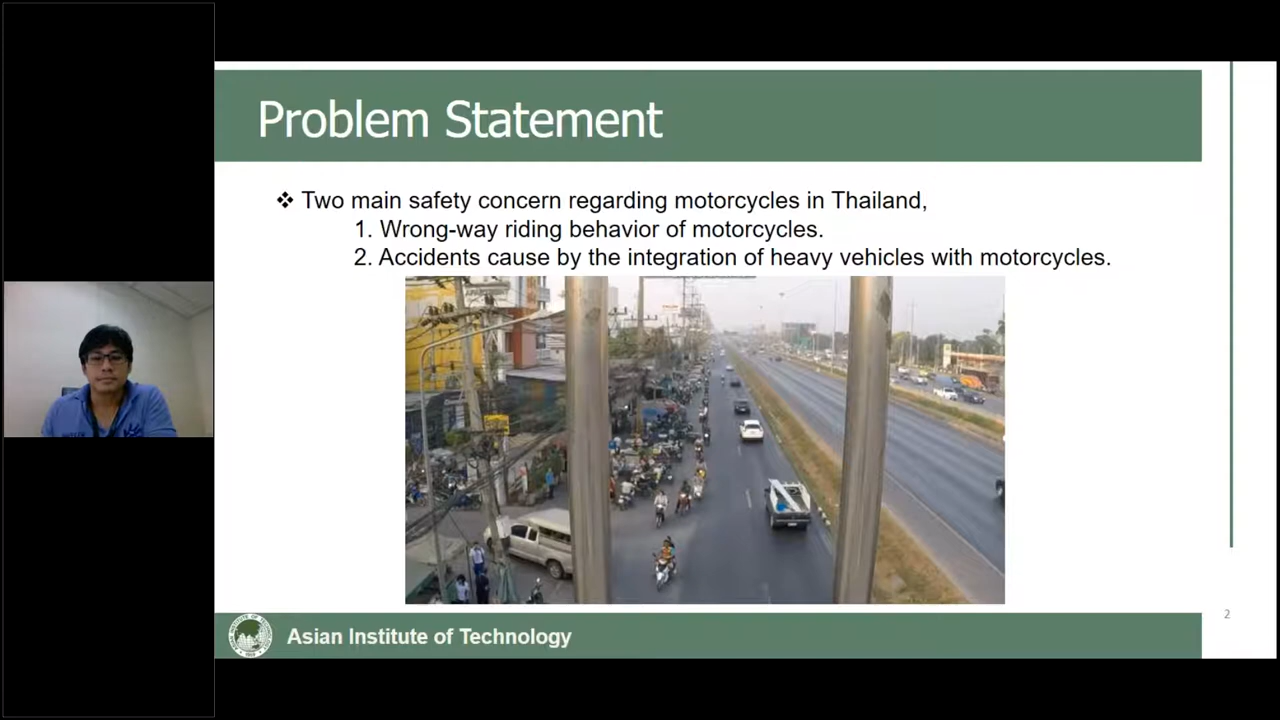 Problem Statement
❖ Two main safety concern regarding motorcycles in Thailand,
1. Wrong-way riding behavior of motorcycles.
2. Accidents cause by the integration of heavy vehicles with motorcycles.
Asian Institute of Technology
2